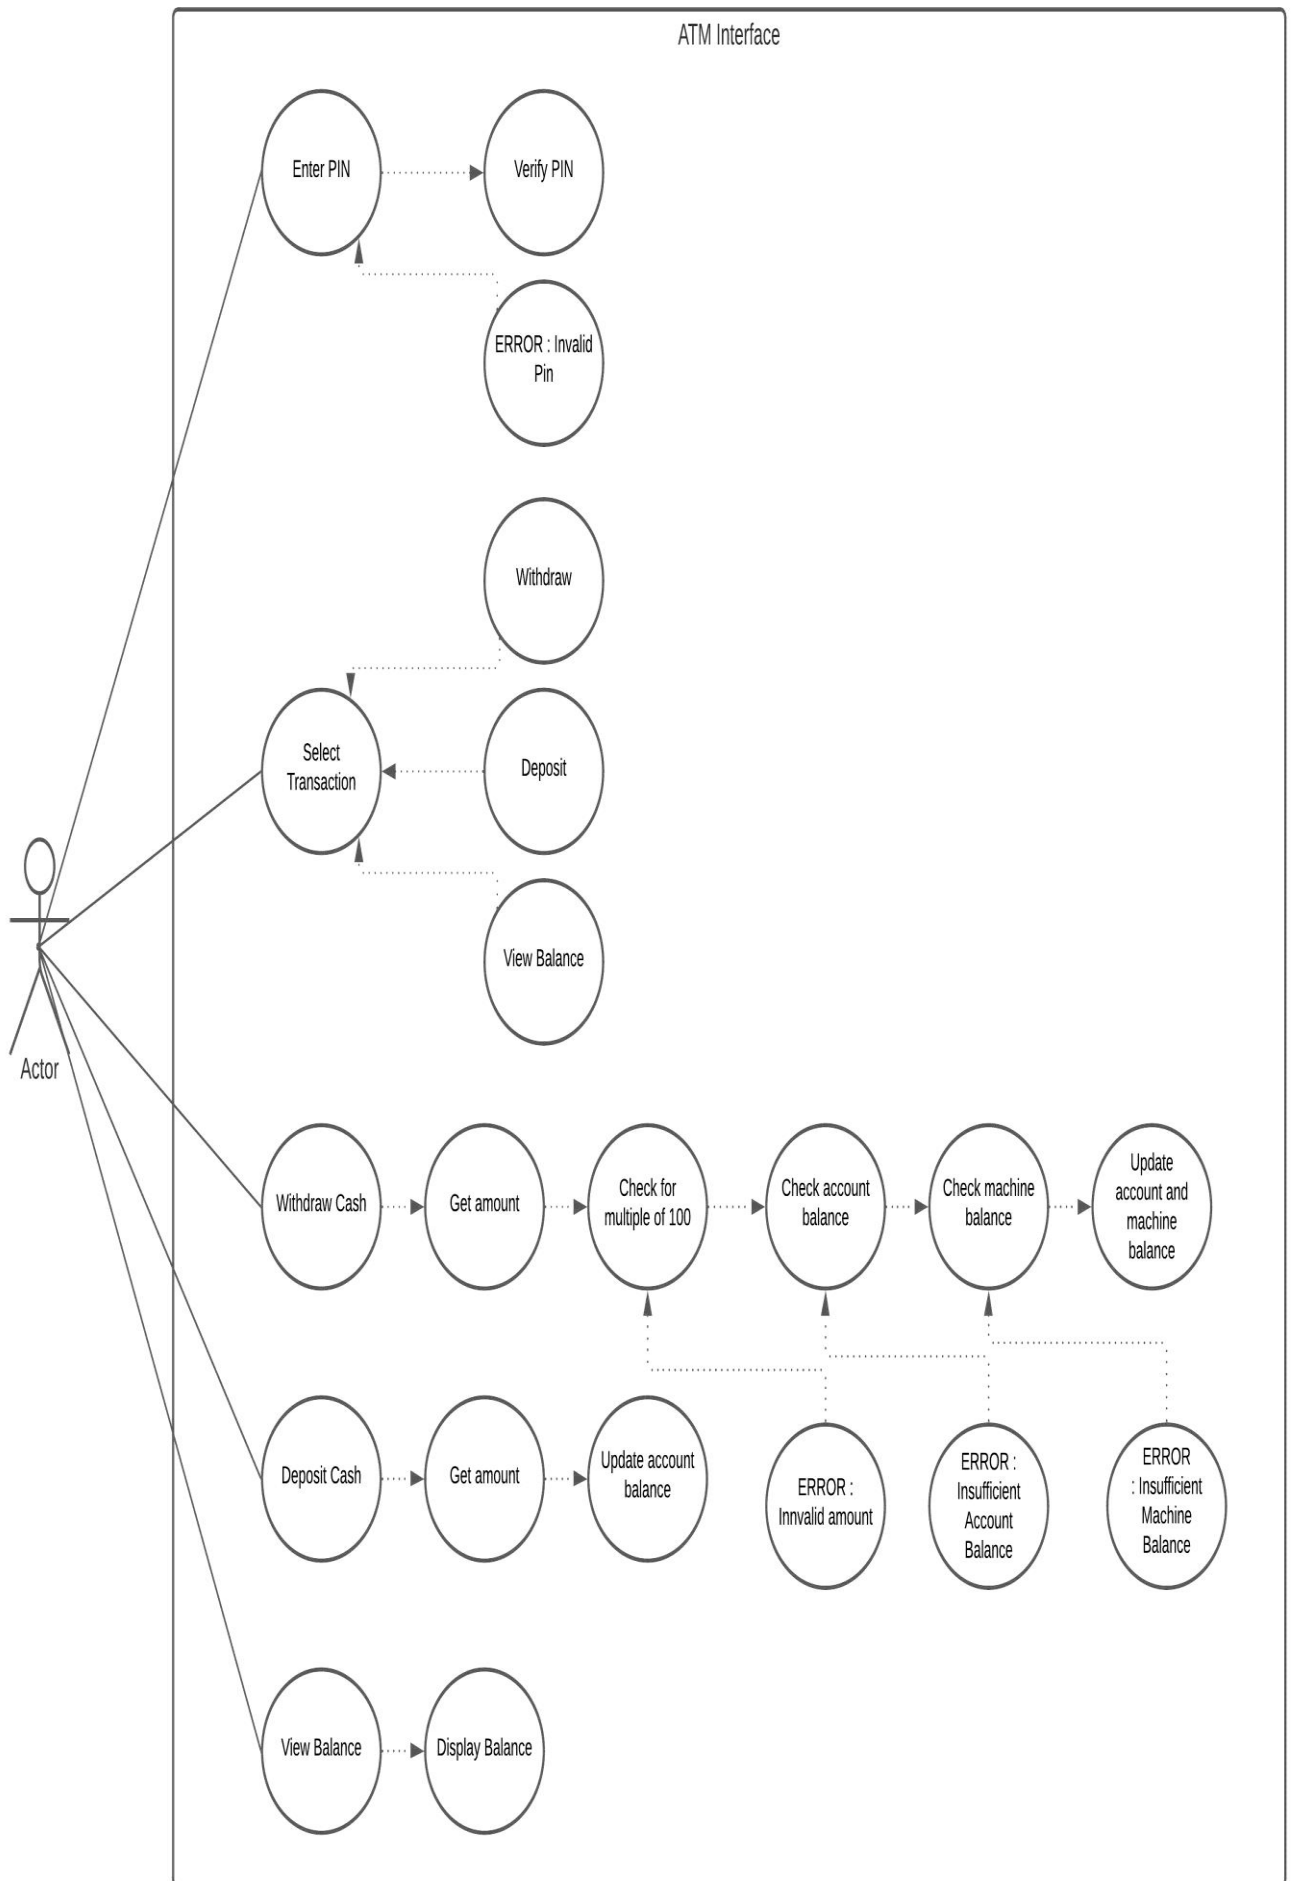 ATM Interface
Enter PIN
Verify PIN
ERROR : Invalid
Pin
Withdraw
Select
Transaction
Deposit
View Balance
Actor
Withdraw Cash
Get amount
Check for
multiple of 100
Check account
balance
Check machine
balance
Update
account and
machine
balance
Deposit Cash
Get amount
Update account
balance
ERROR :
Innvalid amount
ERROR :
Insufficient
Account
Balance
ERROR
: Insufficient
Machine
Balance
View Balance
Display Balance